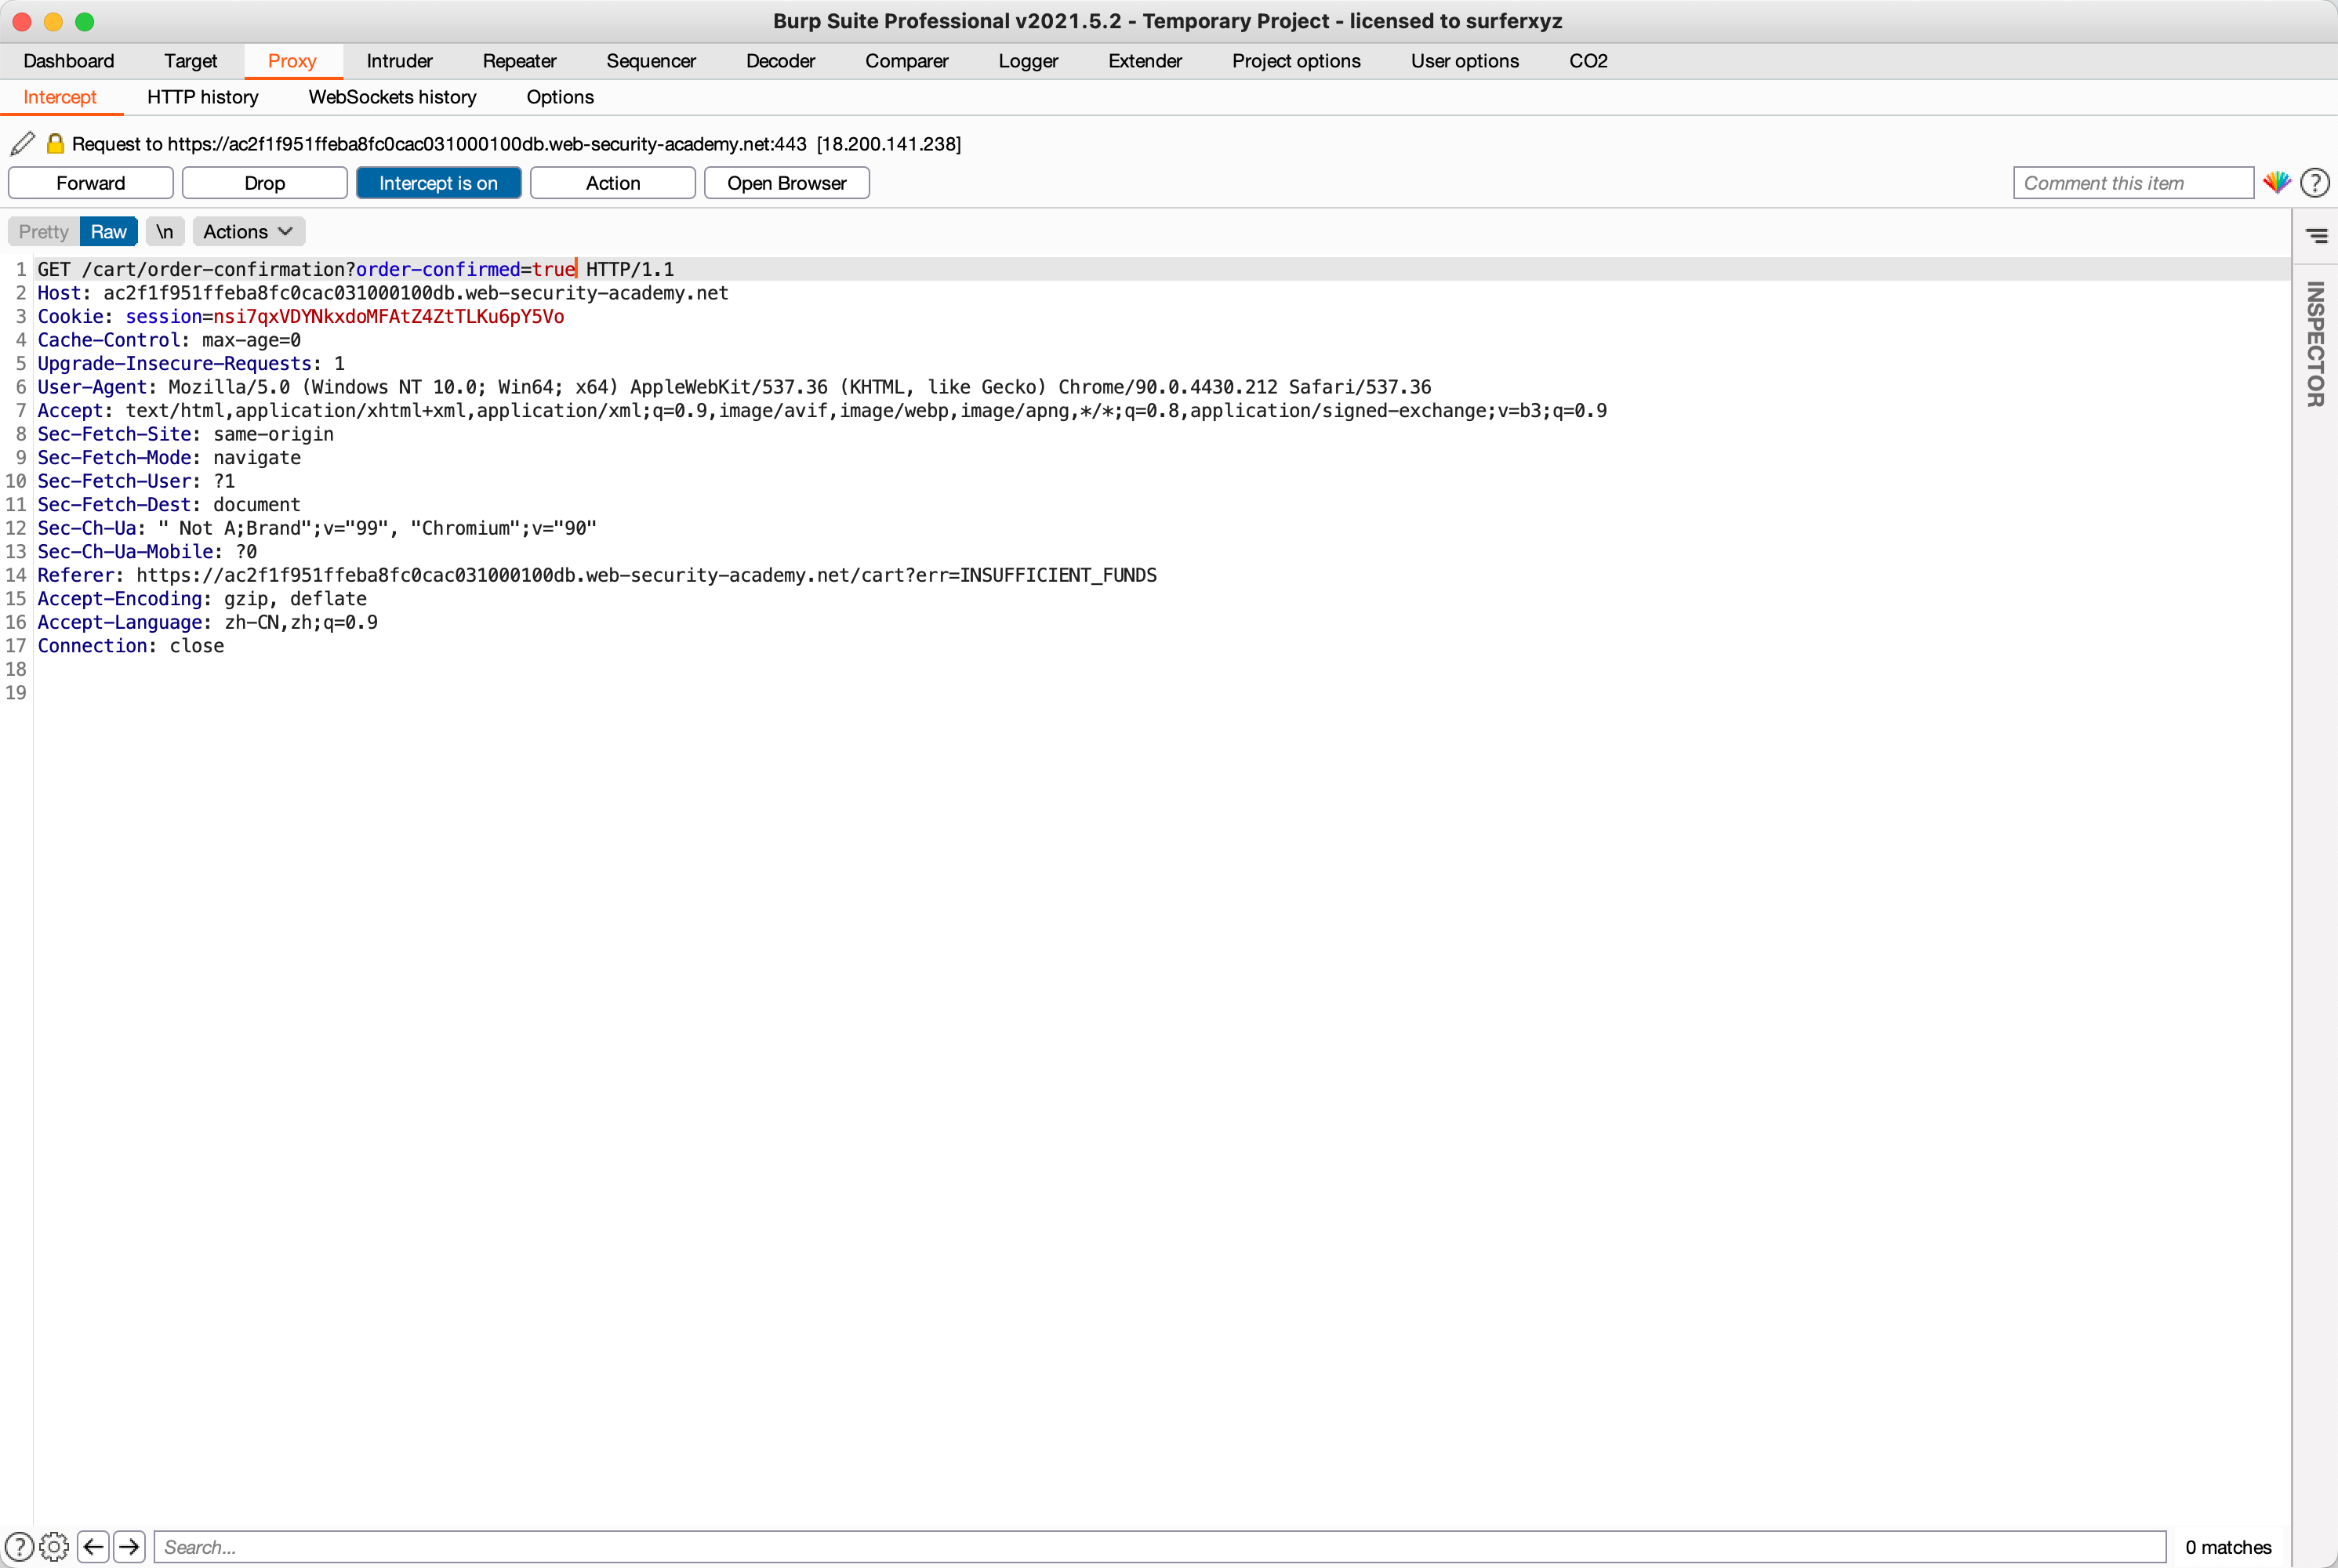 Burp Suite Professional v2021.5.2 - Temporary Project - licensed to surferxyz
Dashboard Target Proxy Intruder Repeater Sequencer Decoder Comparer Logger Extender Project options User options CO2
Intercept HTTP history WebSockets history Options
Request to https://ac2f1f951ffeba8fc0cac031000100db.web-security-academy.net:443 [18.200.141.238]
Forward Drop Intercept is on Action Open Browser Comment this item ?
Pretty Raw \n Actions
INSPECTOR
1 GET /cart/order-confirmation?order-confirmed=true HTTP/1.1
2 Host: ac2f1f951ffeba8fc0cac031000100db.web-security-academy.net
3 Cookie: session=nsi7qxVDYNkxdoMFAtZ4ZtTLKu6pY5Vo
4 Cache-Control: max-age=0
5 Upgrade-Insecure-Requests: 1
6 User-Agent: Mozilla/5.0 (Windows NT 10.0; Win64; x64) AppleWebKit/537.36 (KHTML, like Gecko) Chrome/90.0.4430.212 Safari/537.36
7 Accept: text/html,application/xhtml+xml,application/xml;q=0.9,image/avif,image/webp,image/apng,*/*;q=0.8,application/signed-exchange;v=b3;q=0.9
8 Sec-Fetch-Site: same-origin
9 Sec-Fetch-Mode: navigate
10 Sec-Fetch-User: ?1
11 Sec-Fetch-Dest: document
12 Sec-Ch-Ua: " Not A;Brand";v="99", "Chromium";v="90"
13 Sec-Ch-Ua-Mobile: ?0
14 Referer: https://ac2f1f951ffeba8fc0cac031000100db.web-security-academy.net/cart?err=INSUFFICIENT_FUNDS
15 Accept-Encoding: gzip, deflate
16 Accept-Language: zh-CN,zh;q=0.9
17 Connection: close
18
19
? Search... 0 matches